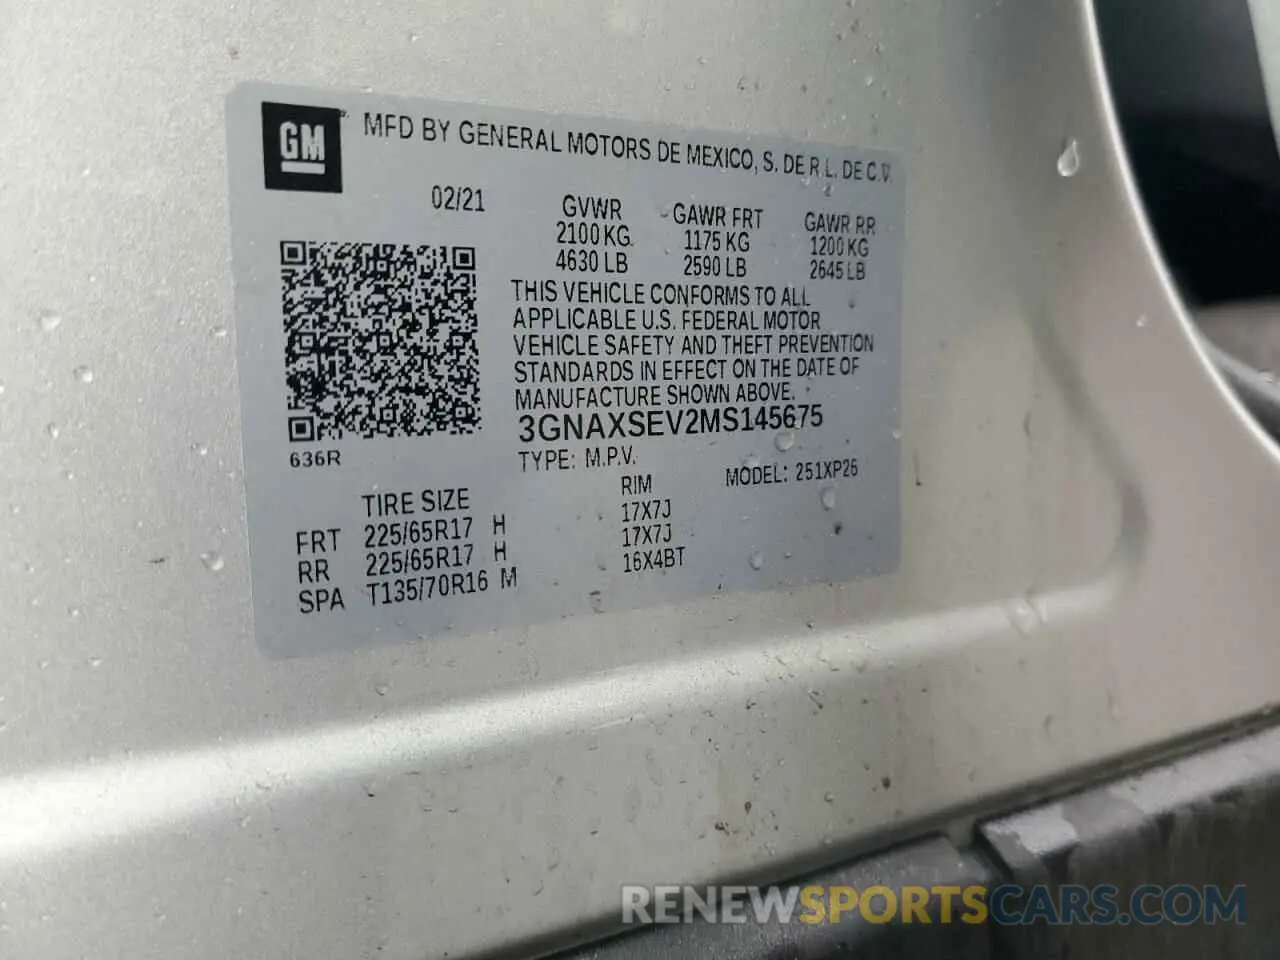 GM
MFD BY GENERAL MOTORS DE MEXICO, S. DE R.L. DE C.V.
02/21
GVWR GAWR FRT GAWR RR
2100 KG 1175 KG 1200 KG
4630 LB 2590 LB 2645 LB
THIS VEHICLE CONFORMS TO ALL
APPLICABLE U.S. FEDERAL MOTOR
VEHICLE SAFETY AND THEFT PREVENTION
STANDARDS IN EFFECT ON THE DATE OF
MANUFACTURE SHOWN ABOVE.
3GNAXSEV2MS145675
636R
TYPE: M.P.V. MODEL: 251XP26
TIRE SIZE RIM
FRT 225/65R17 H 17X7J
RR 225/65R17 H 17X7J
SPA T135/70R16 M 16X4BT
RENEWSPORTSCARS.COM